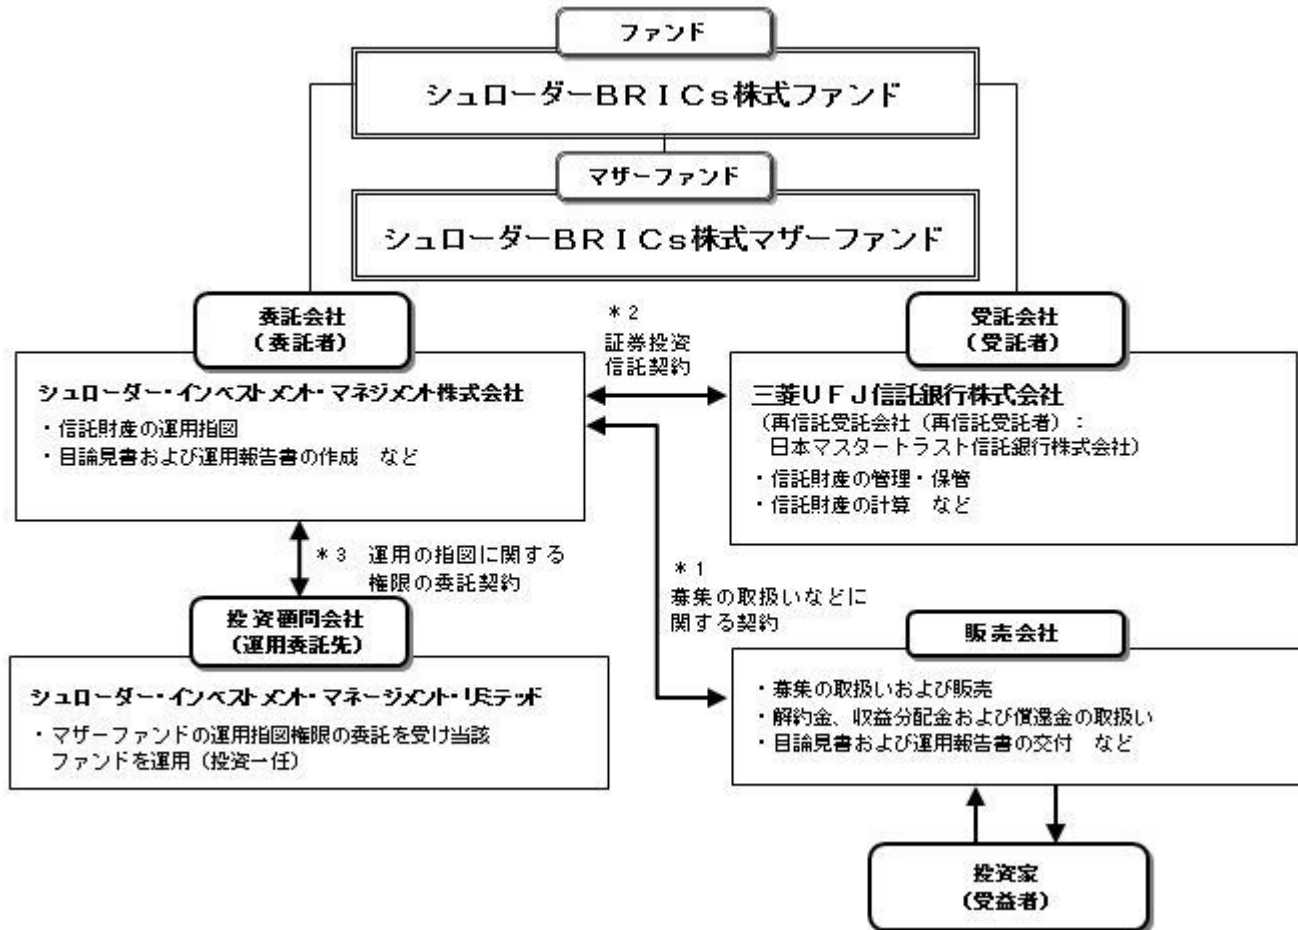 ファンド
シュローダーBRICs株式ファンド
マザーファンド
シュローダーBRICs株式マザーファンド
委託会社
(委託者)
シュローダー・インベストメント・マネジメント株式会社
・信託財産の運用指図
・目論見書および運用報告書の作成 など
*2
証券投資
信託契約
受託会社
(受託者)
三菱UFJ信託銀行株式会社
(再信託受託会社(再信託受託者):
日本マスタートラスト信託銀行株式会社)
・信託財産の管理・保管
・信託財産の計算 など
*3 運用の指図に関する
権限の委託契約
投資顧問会社
(運用委託先)
シュローダー・インベストメント・マネージメント・リミテッド
・マザーファンドの運用指図権限の委託を受け当該
ファンドを運用(投資一任)
*1
募集の取扱いなどに
関する契約
販売会社
・募集の取扱いおよび販売
・解約金、収益分配金および償還金の取扱い
・目論見書および運用報告書の交付 など
投資家
(受益者)